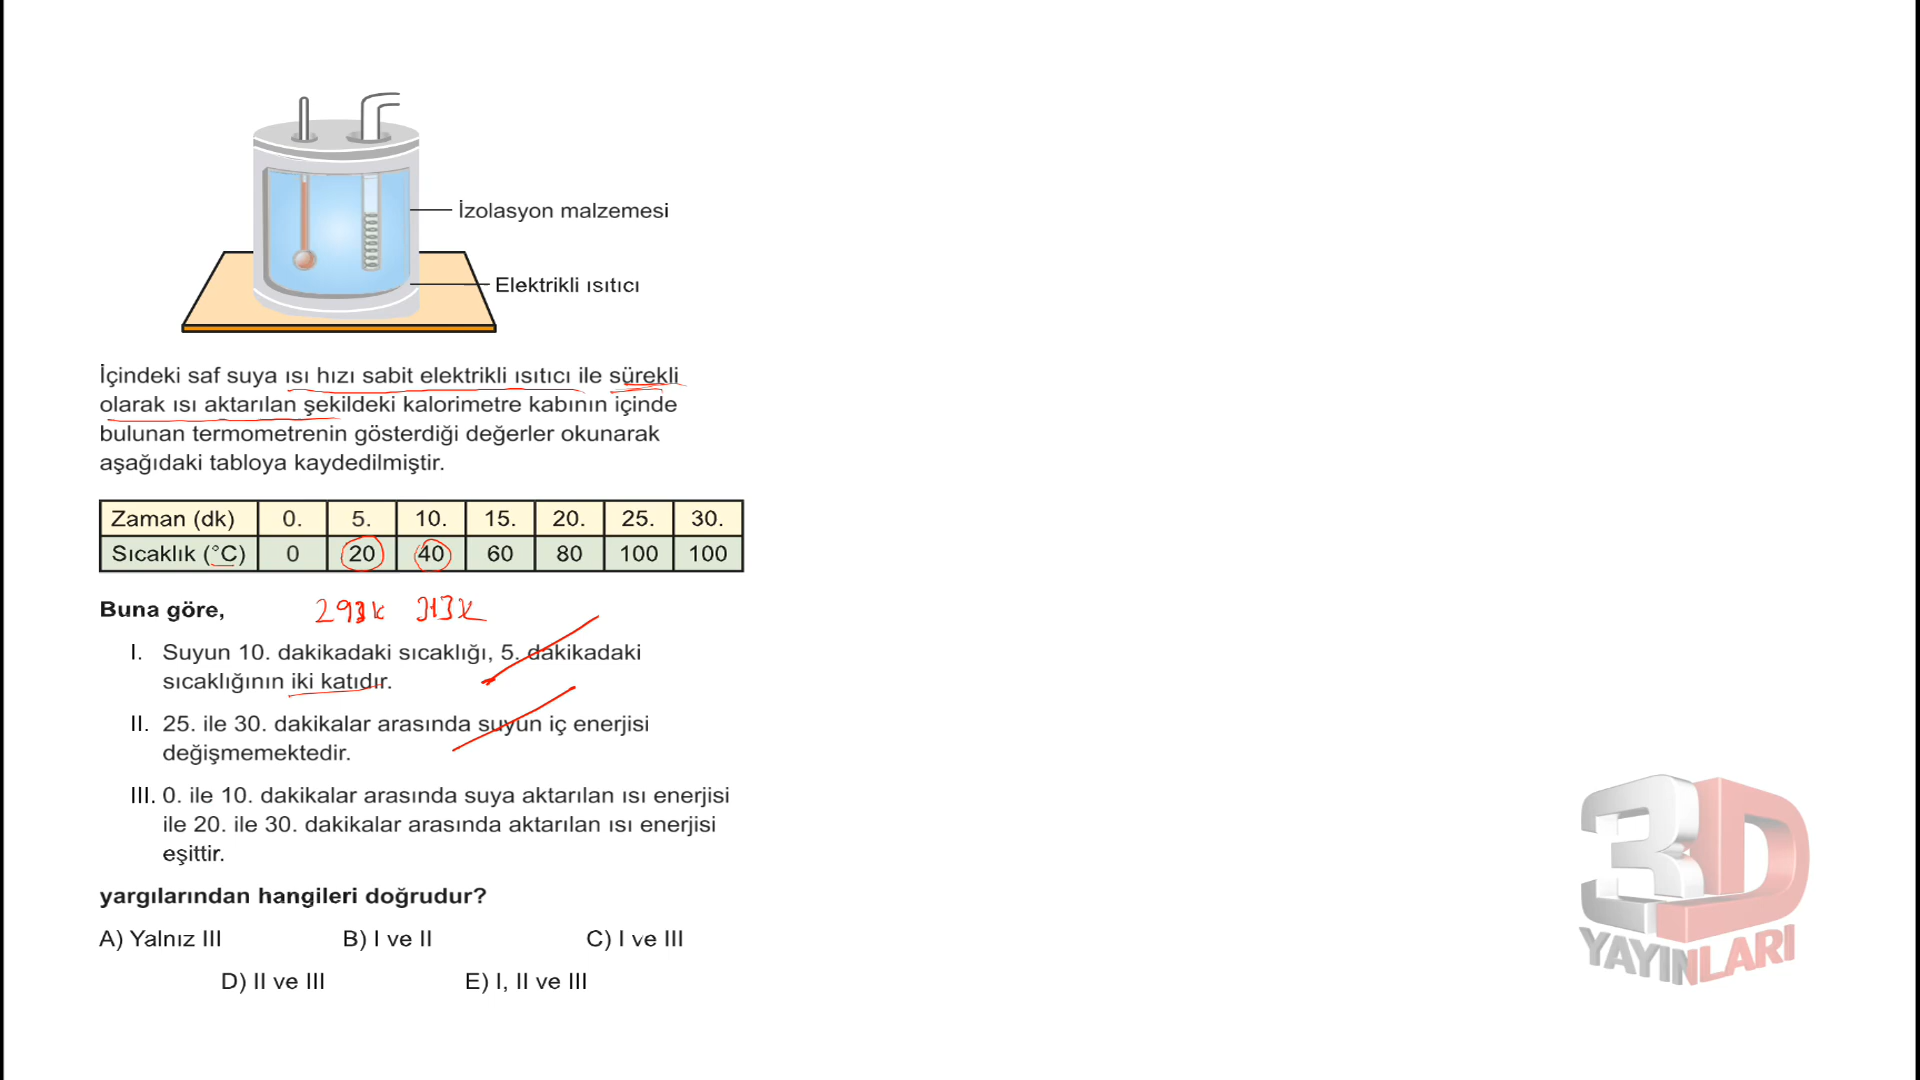 İzolasyon malzemesi
Elektrikli ısıtıcı
İçindeki saf suya ısı hızı sabit elektrikli ısıtıcı ile sürekli
olarak ısı aktarılan şekildeki kalorimetre kabının içinde
bulunan termometrenin gösterdiği değerler okunarak
aşağıdaki tabloya kaydedilmiştir.
Zaman (dk) 0. 5. 10. 15. 20. 25. 30.
Sıcaklık (°C) 0 20 40 60 80 100 100
Buna göre,
293k 313k
I. Suyun 10. dakikadaki sıcaklığı, 5. dakikadaki
sıcaklığının iki katıdır.
II. 25. ile 30. dakikalar arasında suyun iç enerjisi
değişmemektedir.
III. 0. ile 10. dakikalar arasında suya aktarılan ısı enerjisi
ile 20. ile 30. dakikalar arasında aktarılan ısı enerjisi
eşittir.
yargılarından hangileri doğrudur?
A) Yalnız III B) I ve II C) I ve III
D) II ve III E) I, II ve III
3D
YAYINLARI